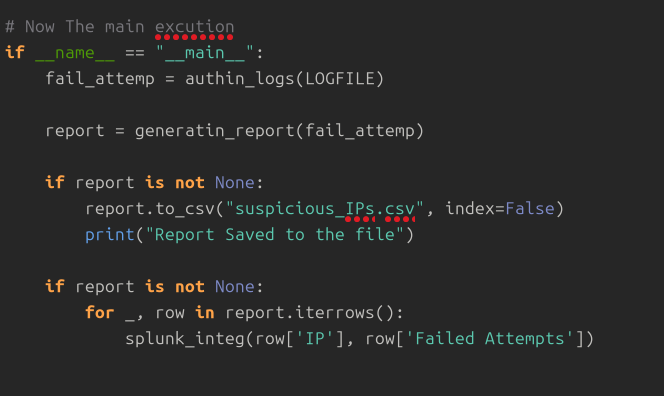 # Now The main excution
if __name__ == "__main__":
    fail_attemp = authin_logs(LOGFILE)
    report = generatin_report(fail_attemp)
    if report is not None:
        report.to_csv("suspicious_IPs.csv", index=False)
        print("Report Saved to the file")
    if report is not None:
        for _, row in report.iterrows():
            splunk_integ(row['IP'], row['Failed Attempts'])